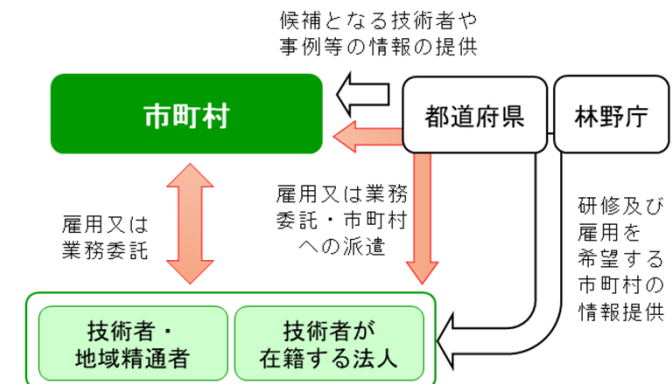 候補となる技術者や
事例等の情報の提供
市町村
都道府県
林野庁
雇用又は
業務委託
雇用又は業務
委託・市町村
への派遣
研修及び
雇用を
希望する
市町村の
情報提供
技術者・
地域精通者
技術者が
在籍する法人